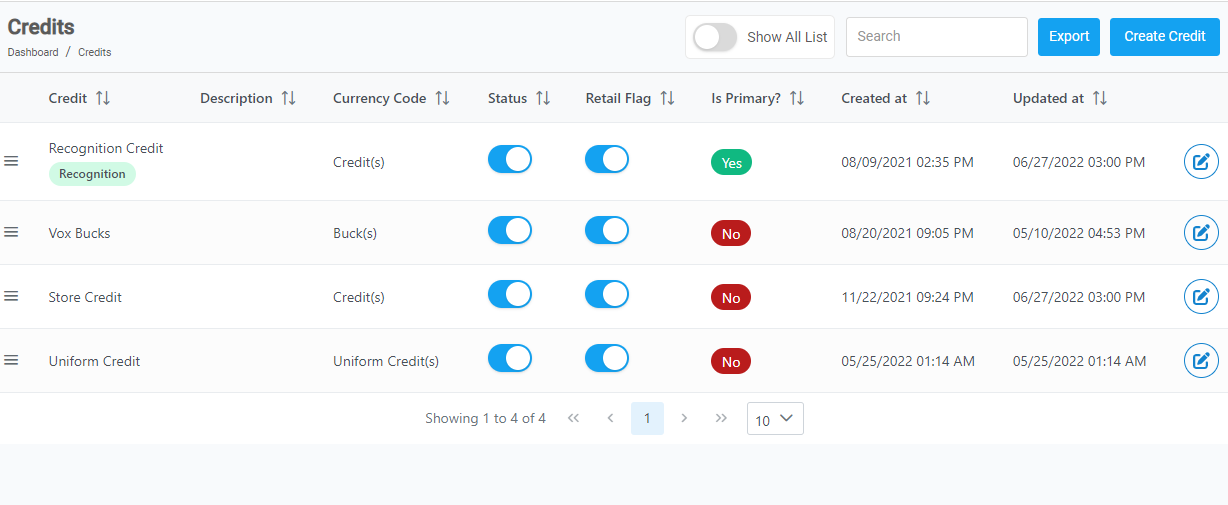 Credits
Dashboard / Credits
Show All List
Search
Export
Create Credit
Credit Description Currency Code Status Retail Flag Is Primary? Created at Updated at
Recognition Credit
Recognition
Credit(s) Yes 08/09/2021 02:35 PM 06/27/2022 03:00 PM
Vox Bucks Buck(s) No 08/20/2021 09:05 PM 05/10/2022 04:53 PM
Store Credit Credit(s) No 11/22/2021 09:24 PM 06/27/2022 03:00 PM
Uniform Credit Uniform Credit(s) No 05/25/2022 01:14 AM 05/25/2022 01:14 AM
Showing 1 to 4 of 4 « ‹ 1 › » 10